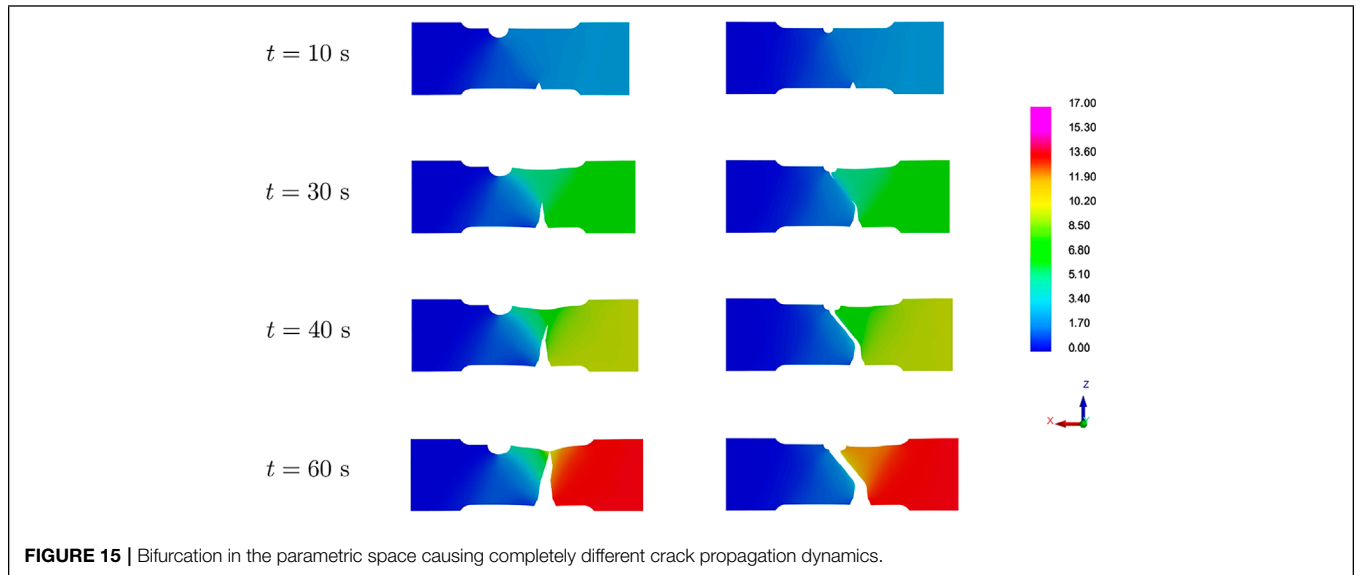 t = 10 s
t = 30 s
t = 40 s
t = 60 s
17.00
15.30
13.60
11.90
10.20
8.50
6.80
5.10
3.40
1.70
0.00
Z
X
Y
FIGURE 15 | Bifurcation in the parametric space causing completely different crack propagation dynamics.